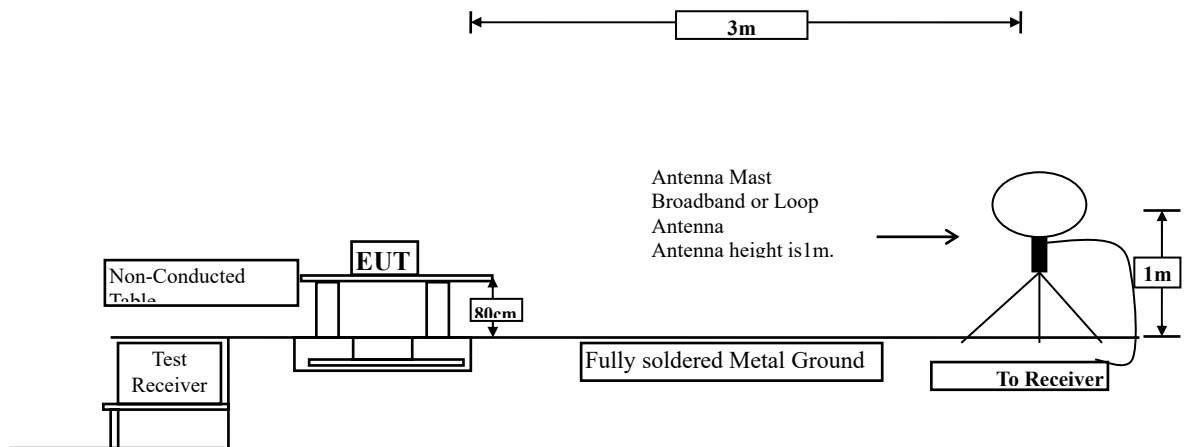 3m
Antenna Mast
Broadband or Loop
Antenna
Antenna height is1m.
EUT
Non-Conducted
Table
80cm
1m
Test
Receiver
Fully soldered Metal Ground
To Receiver